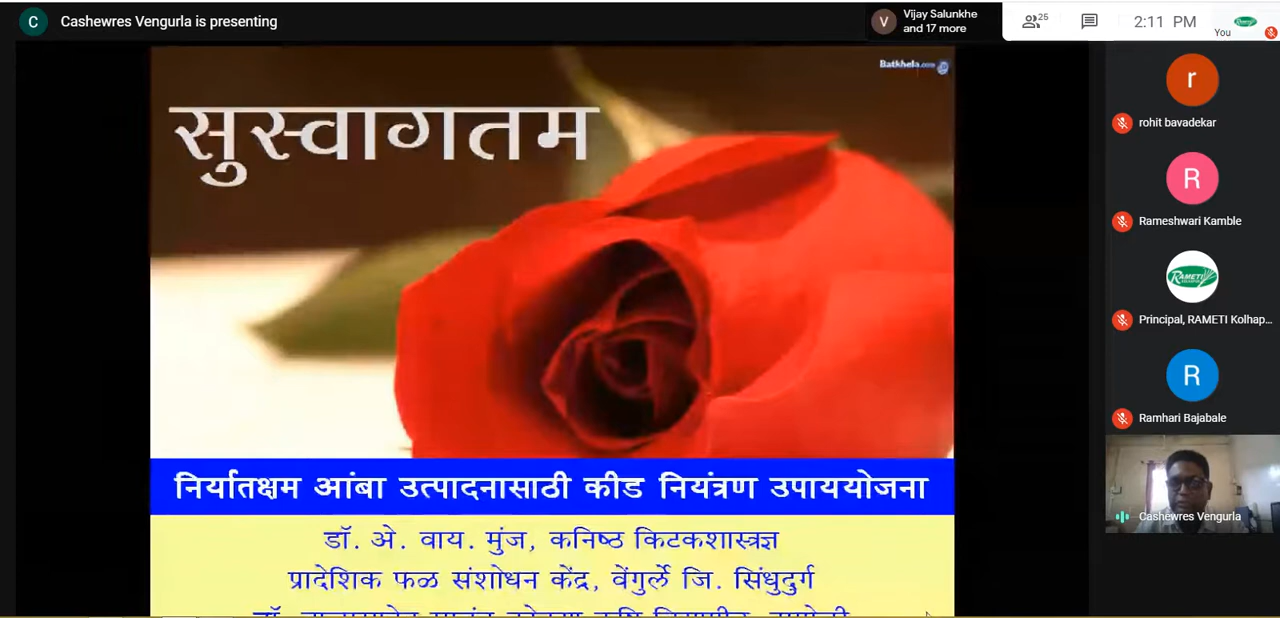 C Cashewres Vengurla is presenting
V Vijay Salunkhe
and 17 more
25
2:11 PM
You
Batkhela.com
सुस्वागतम
r
rohit bavadekar
R
Rameshwari Kamble
RAMETI
Principal, RAMETI Kolhap...
R
Ramhari Bajabale
Cashewres Vengurla
निर्यातक्षम आंबा उत्पादनासाठी कीड नियंत्रण उपाययोजना
डॉ. ए. वाय. मुंज, कनिष्ठ किटकशास्त्रज्ञ
प्रादेशिक फळ संशोधन केंद्र, वेंगुर्ले जि. सिंधुदुर्ग